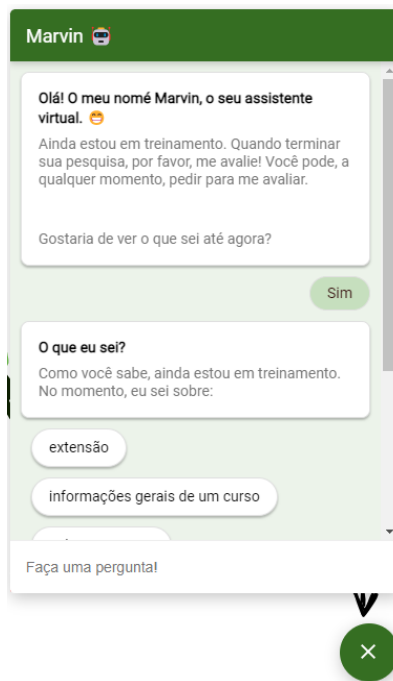 Marvin 🤖
Olá! O meu nomé Marvin, o seu assistente
virtual. 😁
Ainda estou em treinamento. Quando terminar
sua pesquisa, por favor, me avalie! Você pode, a
qualquer momento, pedir para me avaliar.
Gostaria de ver o que sei até agora?
Sim
O que eu sei?
Como você sabe, ainda estou em treinamento.
No momento, eu sei sobre:
extensão
informações gerais de um curso
Faça uma pergunta!